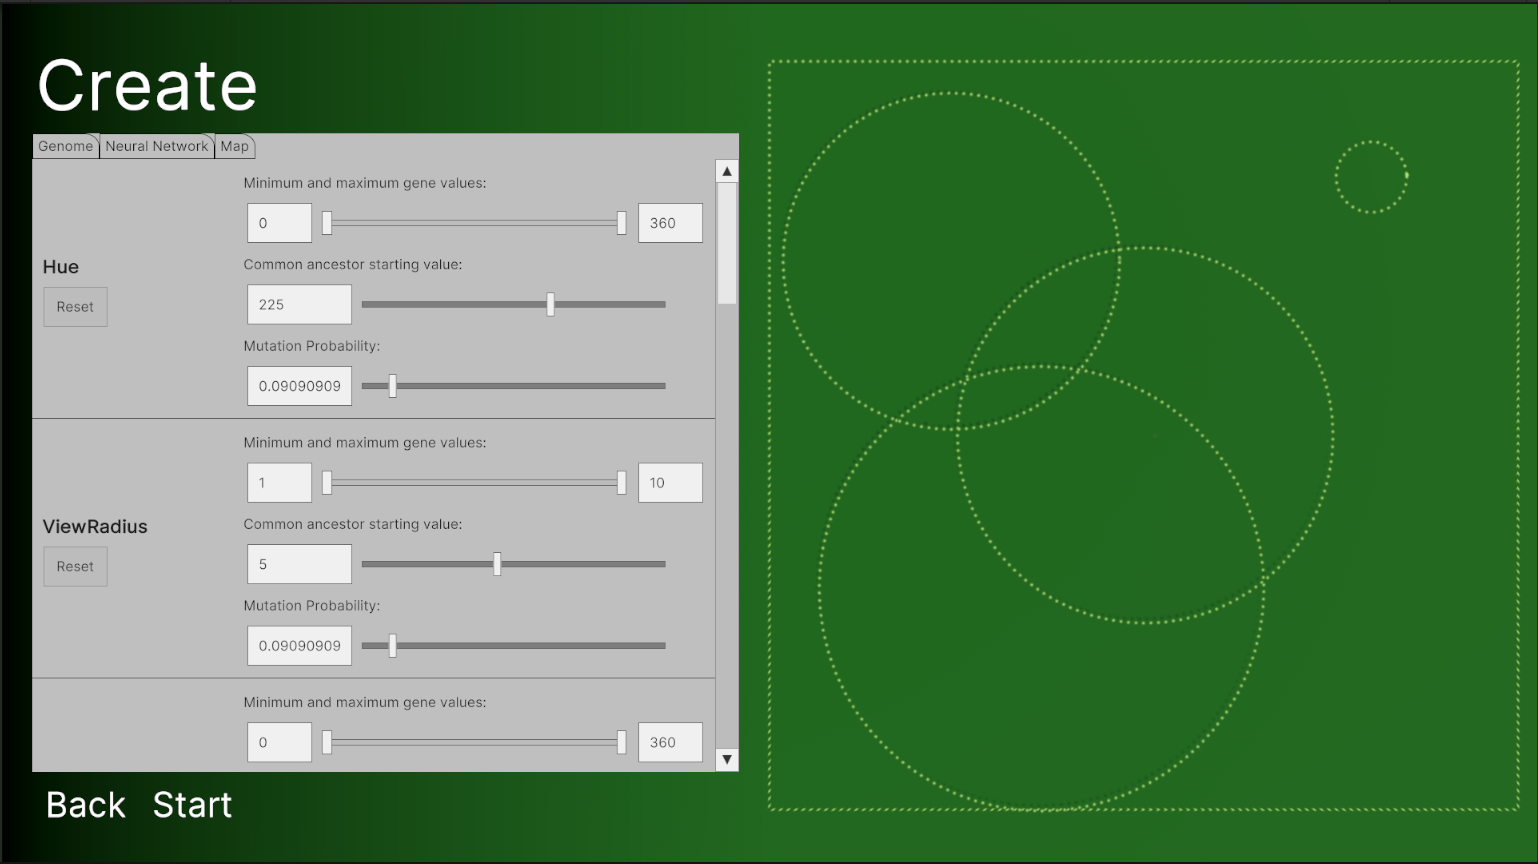 Create
Genome Neural Network Map
Minimum and maximum gene values:
0 360
Hue
Reset
Common ancestor starting value:
225
Mutation Probability:
0.09090909
Minimum and maximum gene values:
1 10
ViewRadius
Reset
Common ancestor starting value:
5
Mutation Probability:
0.09090909
Minimum and maximum gene values:
0 360
Back Start